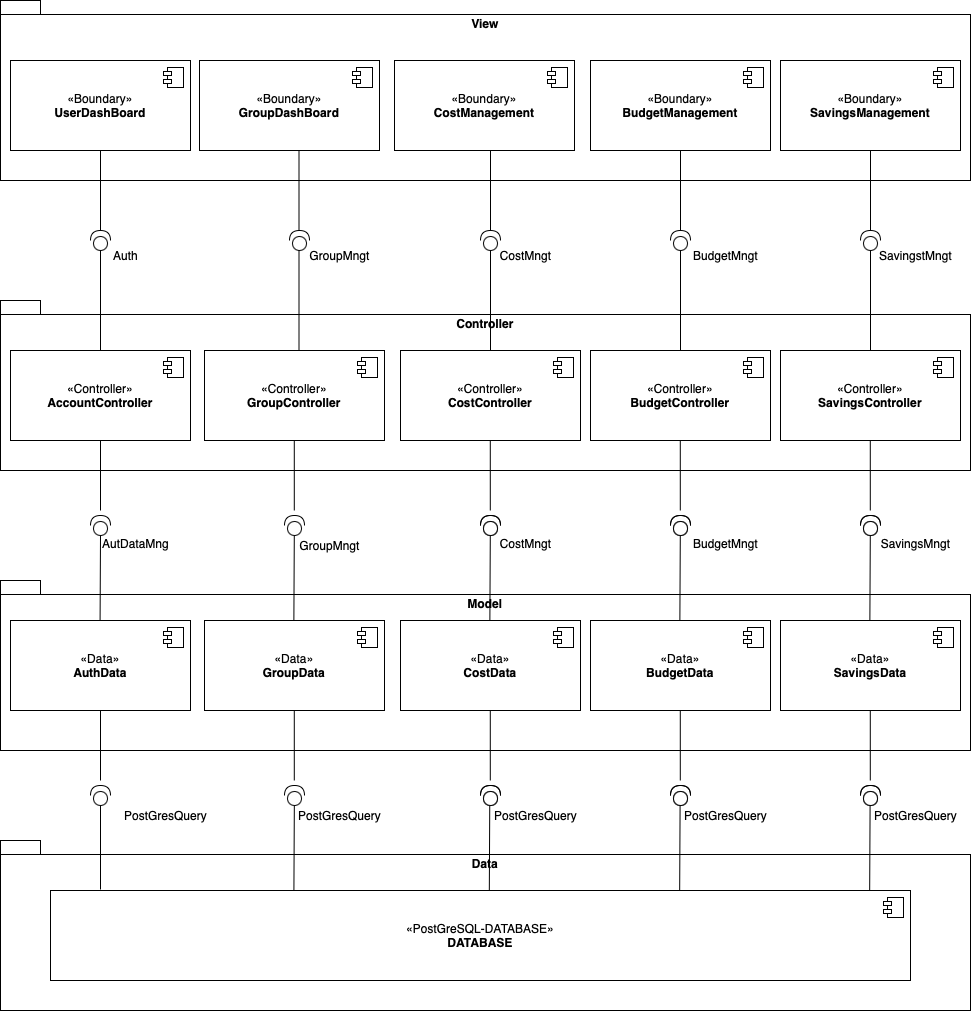 View
«Boundary»
UserDashBoard
«Boundary»
GroupDashBoard
«Boundary»
CostManagement
«Boundary»
BudgetManagement
«Boundary»
SavingsManagement
Auth
GroupMngt
CostMngt
BudgetMngt
SavingstMngt
Controller
«Controller»
AccountController
«Controller»
GroupController
«Controller»
CostController
«Controller»
BudgetController
«Controller»
SavingsController
AutDataMng
GroupMngt
CostMngt
BudgetMngt
SavingsMngt
Model
«Data»
AuthData
«Data»
GroupData
«Data»
CostData
«Data»
BudgetData
«Data»
SavingsData
PostGresQuery
PostGresQuery
PostGresQuery
PostGresQuery
PostGresQuery
Data
«PostGreSQL-DATABASE»
DATABASE